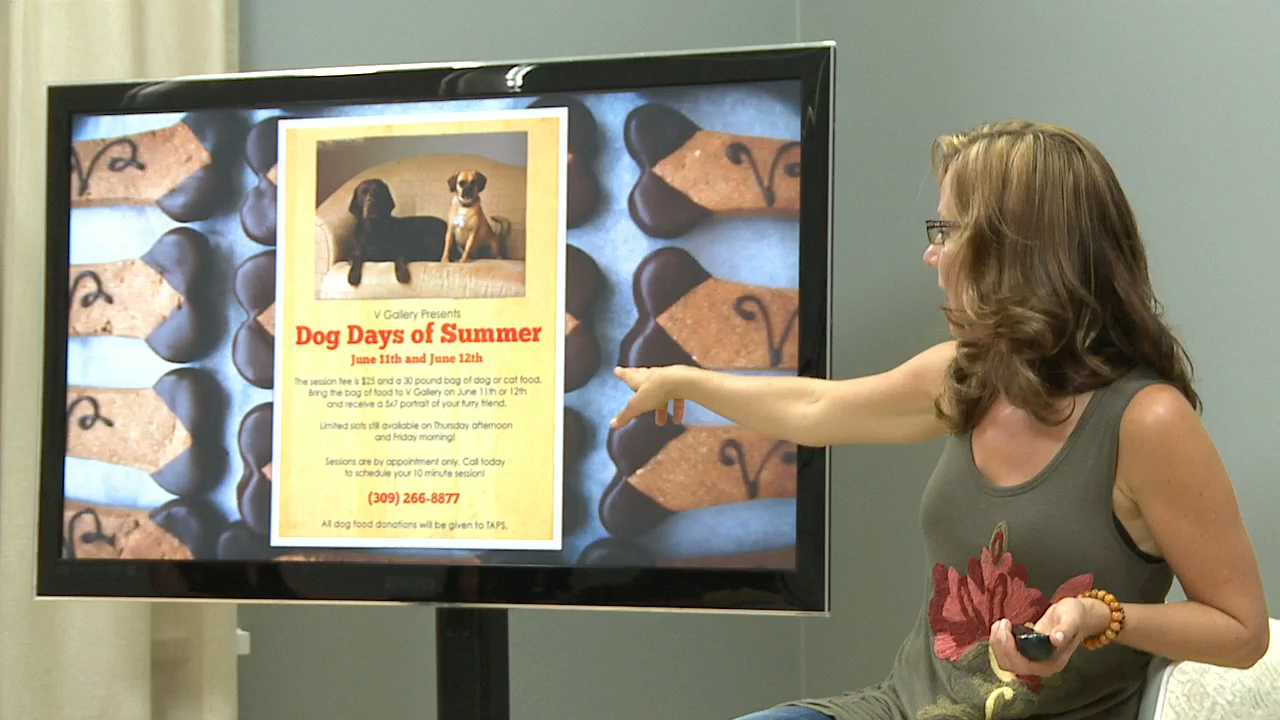 V Gallery Presents
Dog Days of Summer
June 11th and June 12th
The session fee is $25 and a 30 pound bag of dog or cat food.
Bring the bag of food to V Gallery on June 11th or 12th
and receive a 5x7 portrait of your furry friend.
Limited slots still available on Thursday afternoon
and Friday morning!
Sessions are by appointment only. Call today
to schedule your 10 minute session!
(309) 266-8877
All dog food donations will be given to TAPS.